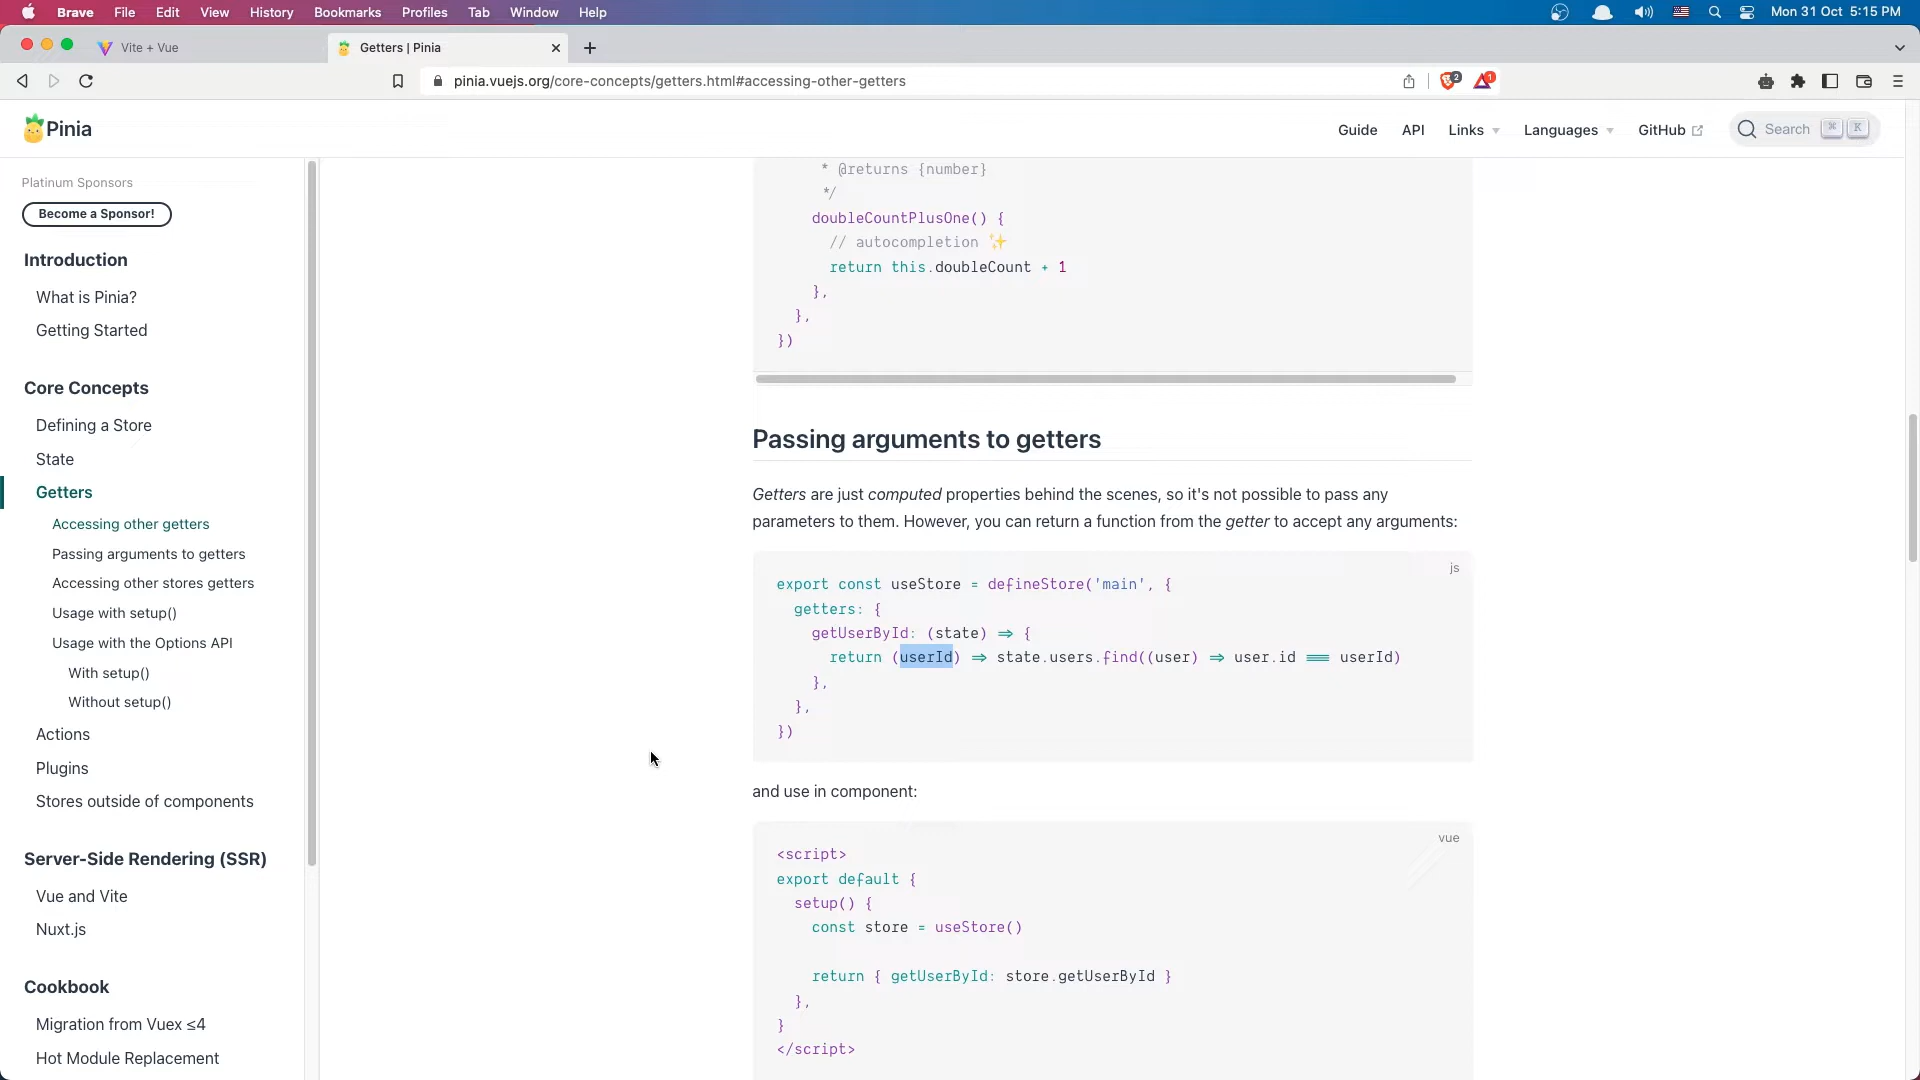 Brave File Edit View History Bookmarks Profiles Tab Window Help Mon 31 Oct 5:15 PM
Vite + Vue
Getters | Pinia
pinia.vuejs.org/core-concepts/getters.html#accessing-other-getters
2
1
Pinia
Guide API Links Languages GitHub Search ⌘ K
Platinum Sponsors
Become a Sponsor!
Introduction
What is Pinia?
Getting Started
Core Concepts
Defining a Store
State
Getters
Accessing other getters
Passing arguments to getters
Accessing other stores getters
Usage with setup()
Usage with the Options API
With setup()
Without setup()
Actions
Plugins
Stores outside of components
Server-Side Rendering (SSR)
Vue and Vite
Nuxt.js
Cookbook
Migration from Vuex ≤4
Hot Module Replacement
* @returns {number}
*/
doubleCountPlusOne() {
// autocompletion ✨
return this.doubleCount + 1
},
},
})
Passing arguments to getters
Getters are just computed properties behind the scenes, so it's not possible to pass any
parameters to them. However, you can return a function from the getter to accept any arguments:
js
export const useStore = defineStore('main', {
getters: {
getUserById: (state) => {
return (userId) => state.users.find((user) => user.id === userId)
},
},
})
and use in component:
vue
<script>
export default {
setup() {
const store = useStore()
return { getUserById: store.getUserById }
},
}
</script>